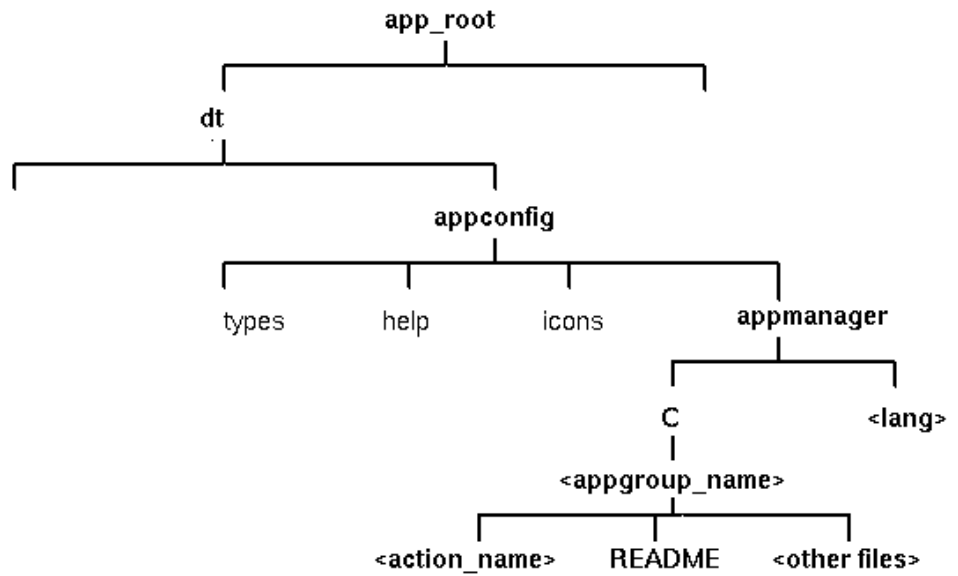 app_root
dt
appconfig
types help icons appmanager
C <lang>
<appgroup_name>
<action_name> README <other files>